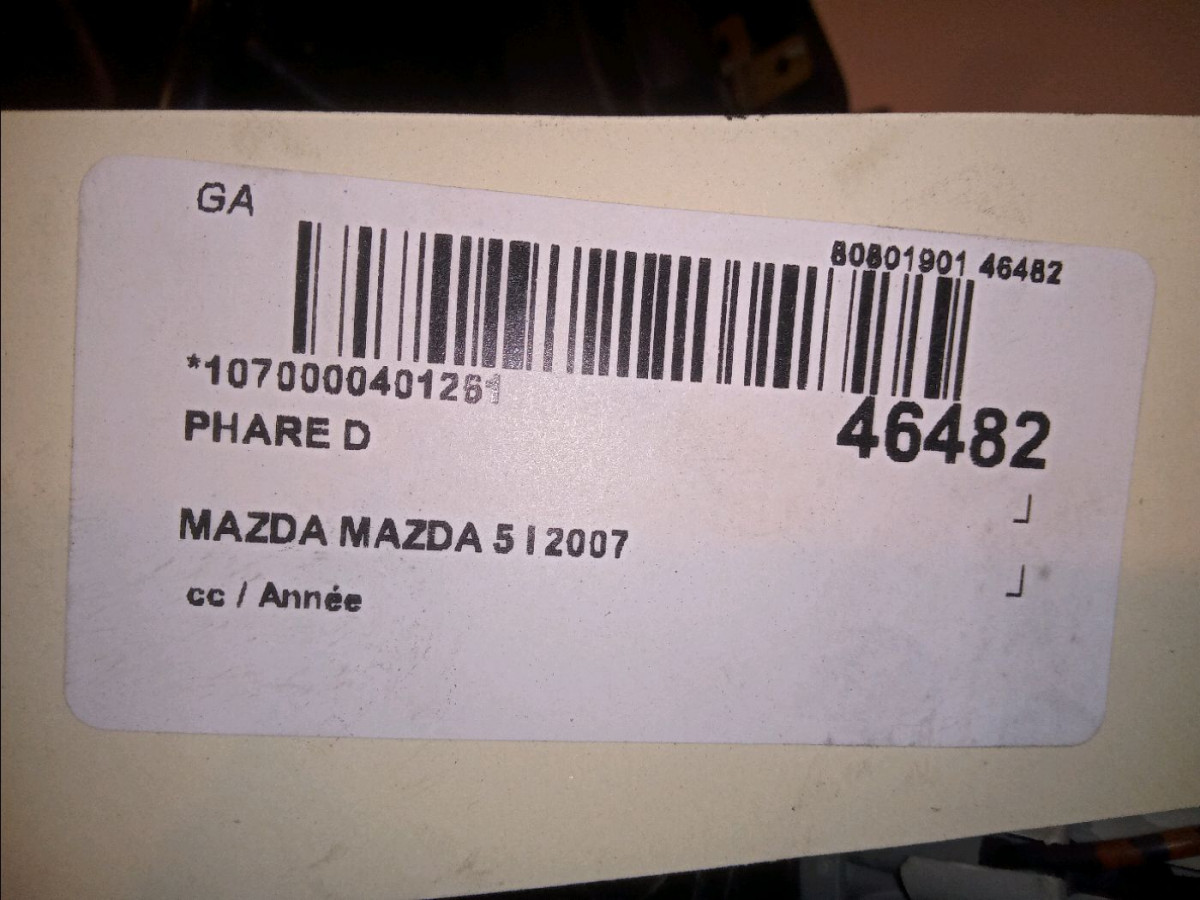 GA
80801901 46482
*1070000401261
PHARE D
46482
MAZDA MAZDA 5 I 2007
cc / Année